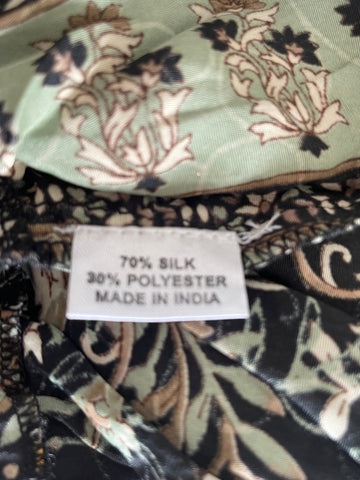 70% SILK
30% POLYESTER
MADE IN INDIA